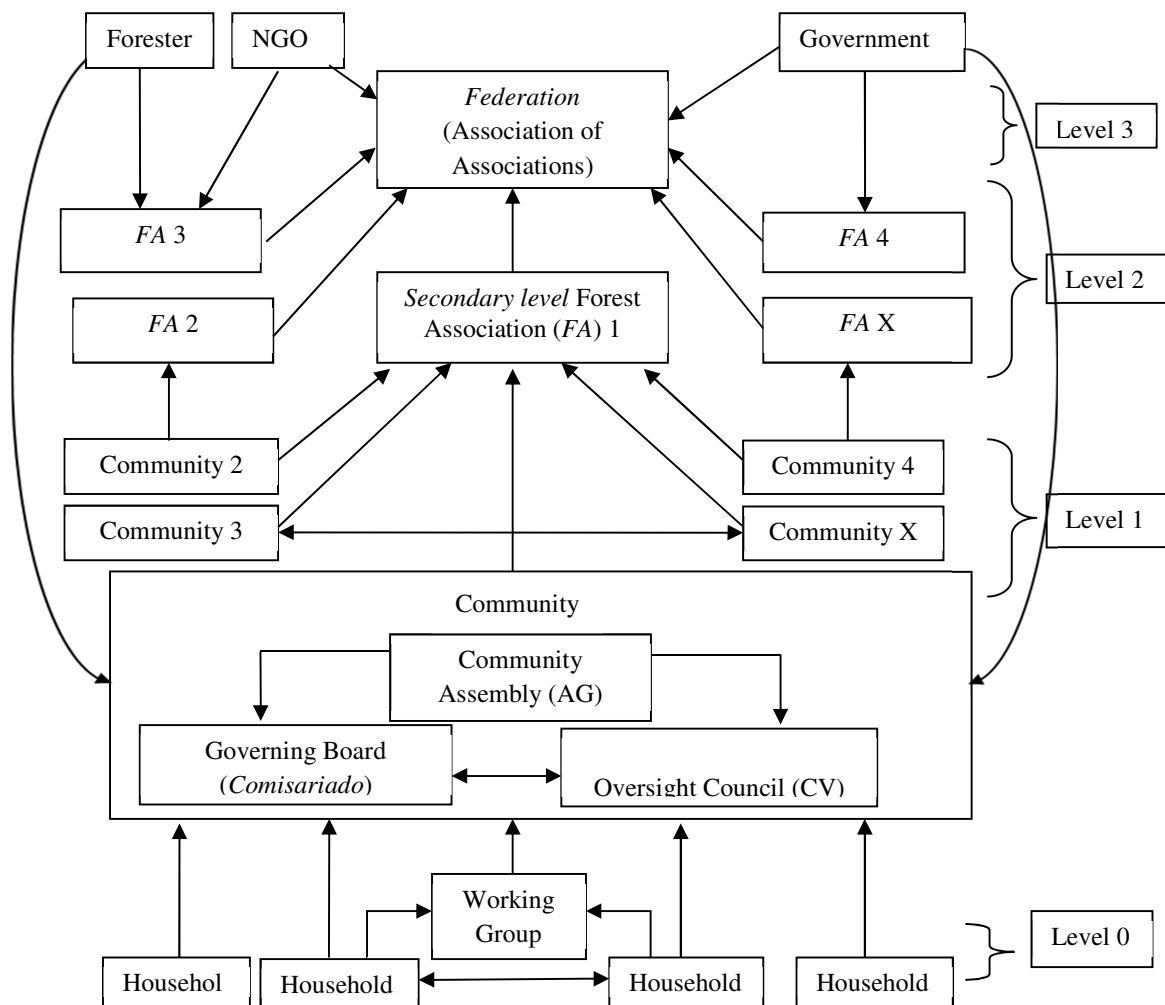 Forester
NGO
Government
Federation
(Association of
Associations)
Level 3
FA 3
FA 4
Secondary level Forest
Association (FA) 1
Level 2
FA 2
FA X
Community 2
Community 4
Community 3
Community X
Level 1
Community
Community
Assembly (AG)
Governing Board
(Comisariado)
Oversight Council (CV)
Working
Group
Level 0
Househol
Household
Household
Household